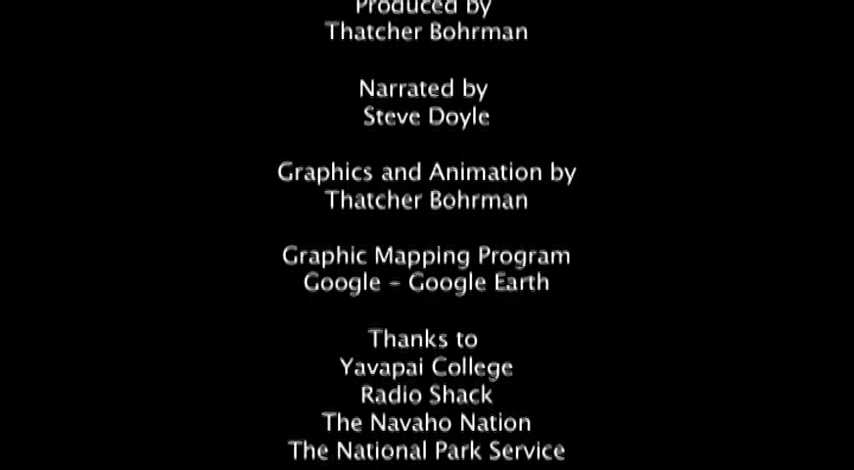 Produced by
Thatcher Bohrman
Narrated by
Steve Doyle
Graphics and Animation by
Thatcher Bohrman
Graphic Mapping Program
Google - Google Earth
Thanks to
Yavapai College
Radio Shack
The Navaho Nation
The National Park Service